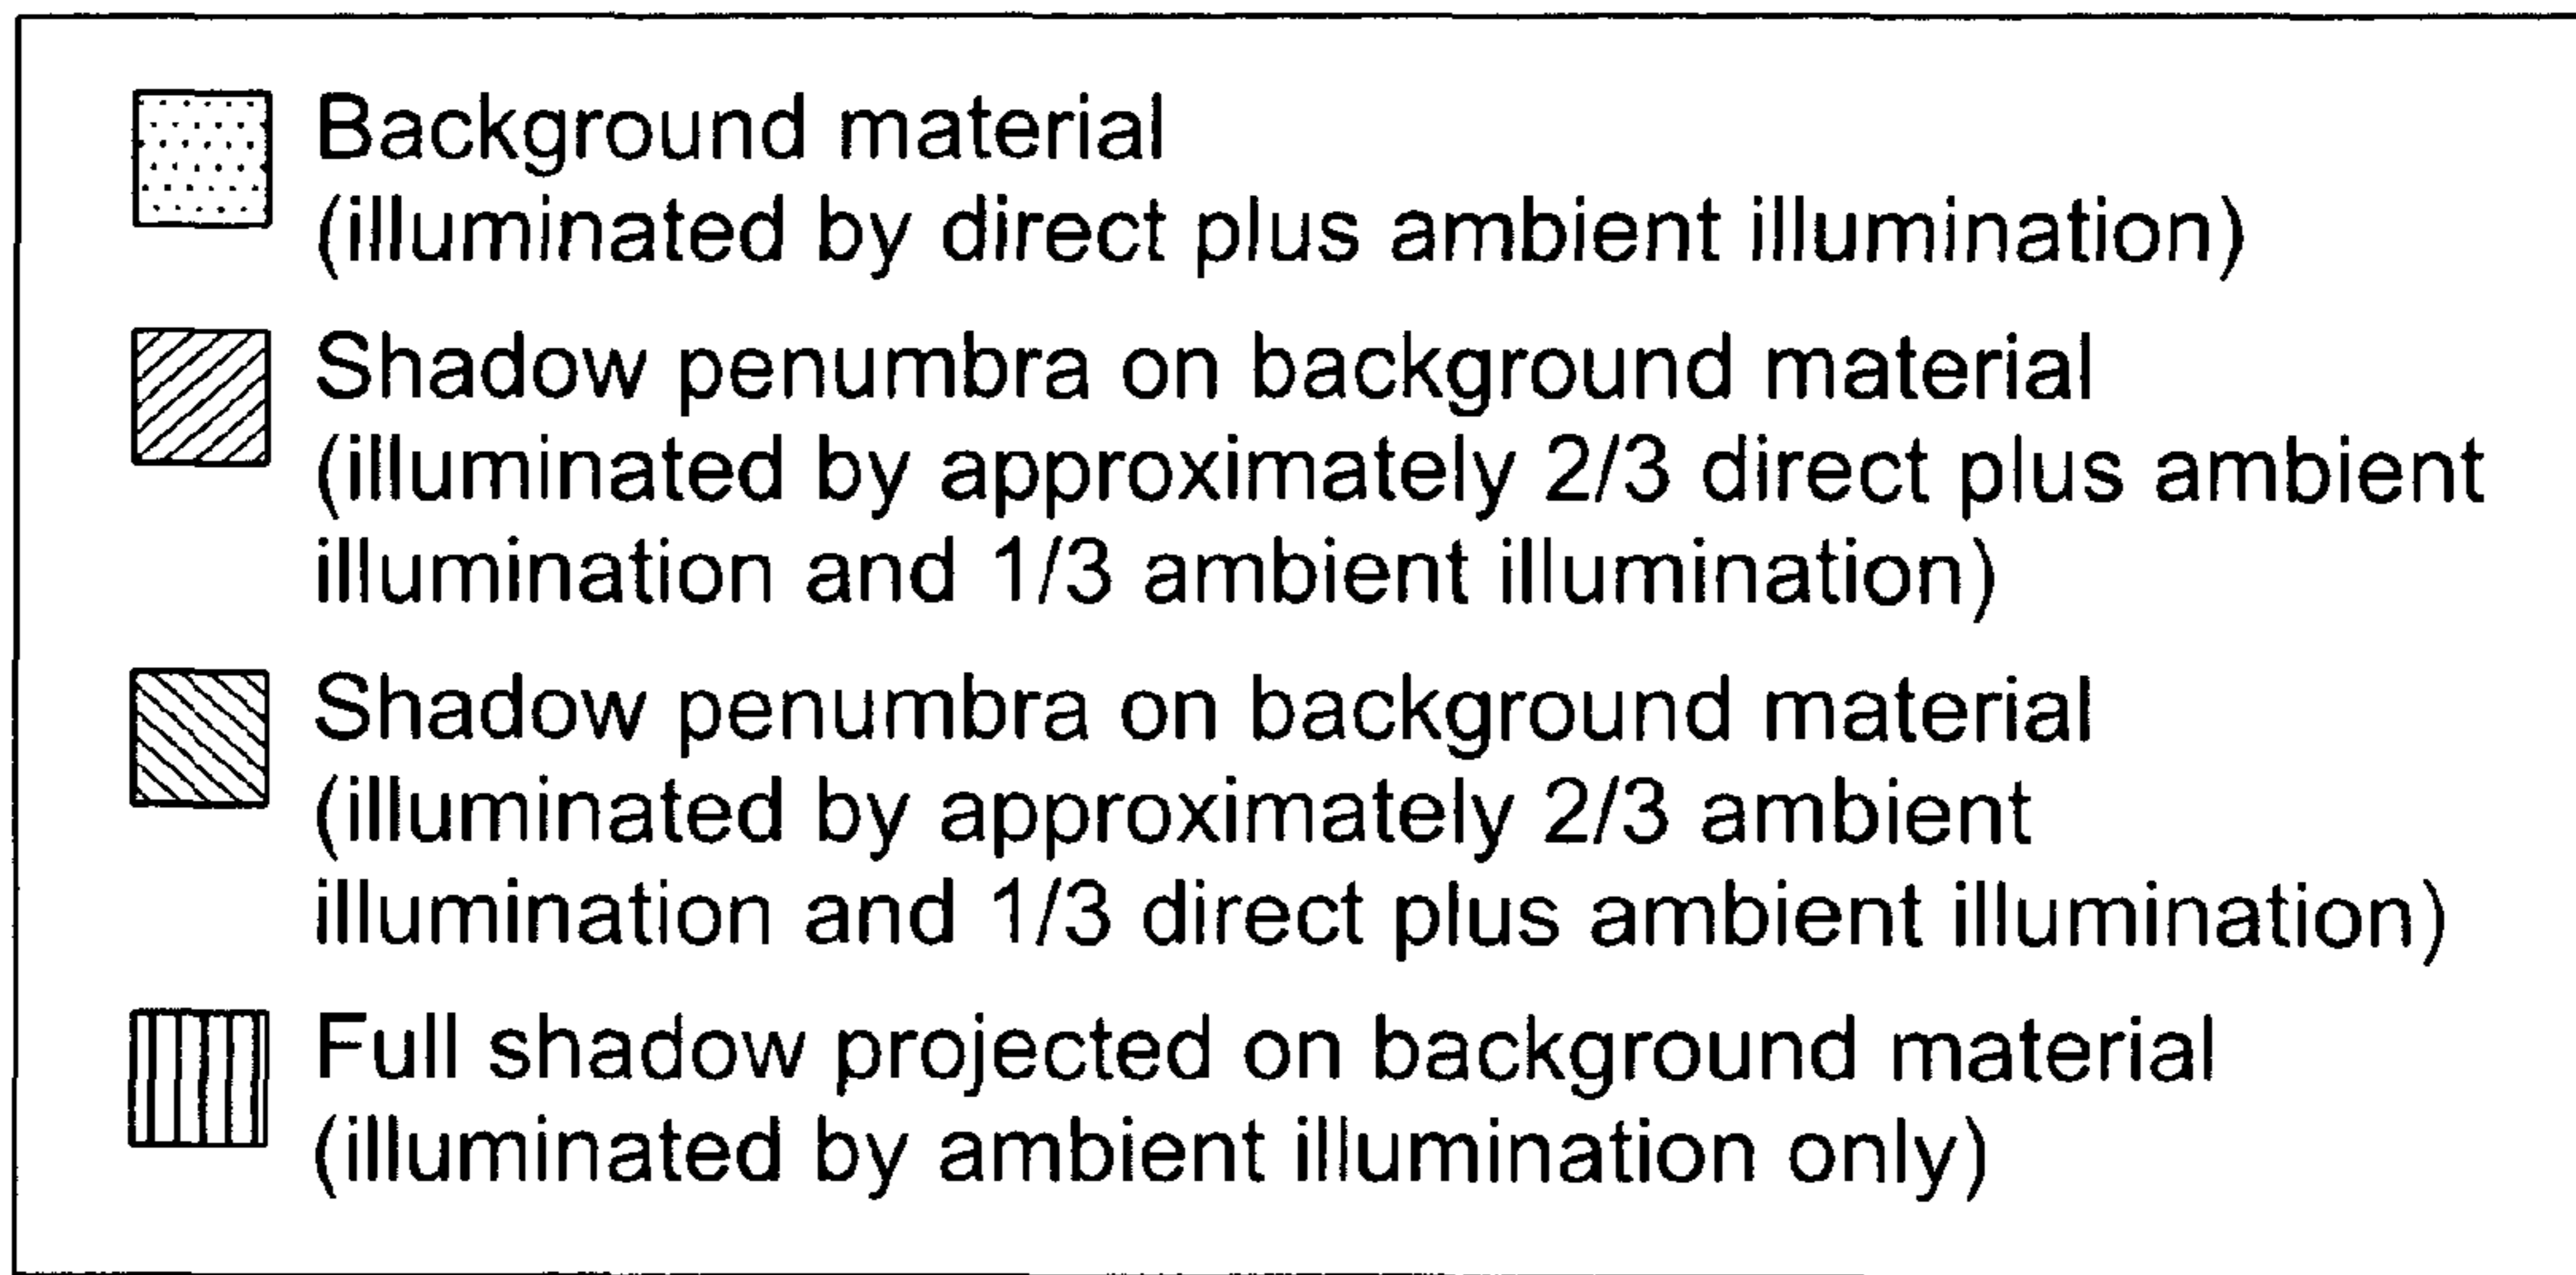 Background material
(illuminated by direct plus ambient illumination)
Shadow penumbra on background material
(illuminated by approximately 2/3 direct plus ambient
illumination and 1/3 ambient illumination)
Shadow penumbra on background material
(illuminated by approximately 2/3 ambient
illumination and 1/3 direct plus ambient illumination)
Full shadow projected on background material
(illuminated by ambient illumination only)